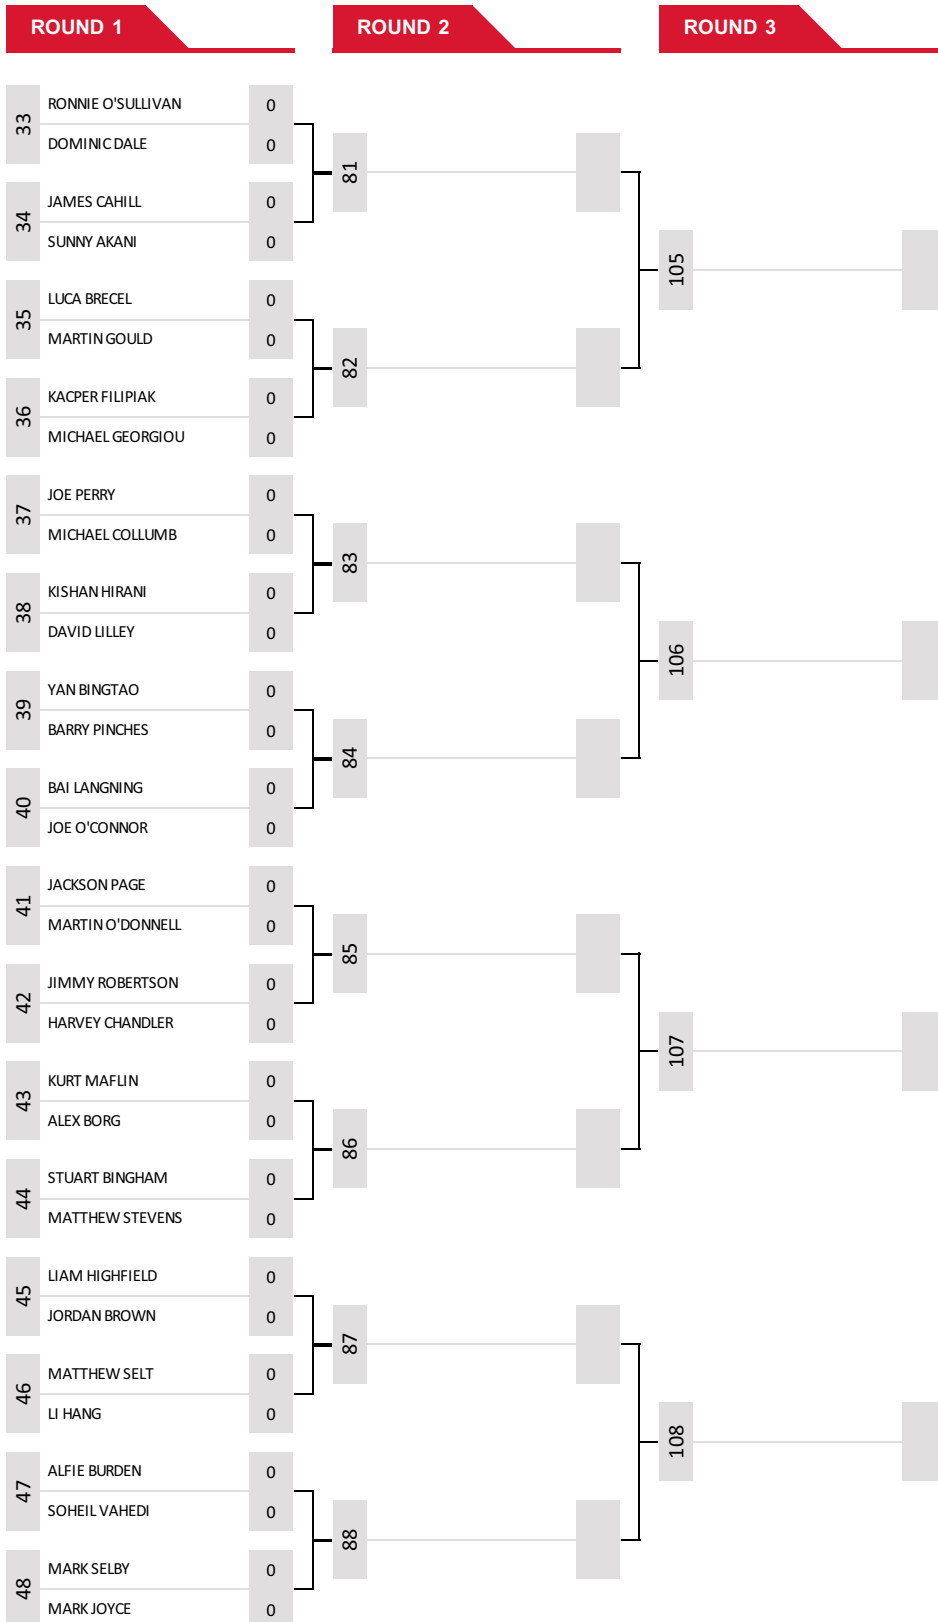 ROUND 1
ROUND 2
ROUND 3
33
RONNIE O'SULLIVAN 0
DOMINIC DALE 0
34
JAMES CAHILL 0
SUNNY AKANI 0
81
35
LUCA BRECEL 0
MARTIN GOULD 0
36
KACPER FILIPIAK 0
MICHAEL GEORGIOU 0
82
105
37
JOE PERRY 0
MICHAEL COLLUMB 0
38
KISHAN HIRANI 0
DAVID LILLEY 0
83
39
YAN BINGTAO 0
BARRY PINCHES 0
40
BAI LANGNING 0
JOE O'CONNOR 0
84
106
41
JACKSON PAGE 0
MARTIN O'DONNELL 0
42
JIMMY ROBERTSON 0
HARVEY CHANDLER 0
85
43
KURT MAFLIN 0
ALEX BORG 0
44
STUART BINGHAM 0
MATTHEW STEVENS 0
86
107
45
LIAM HIGHFIELD 0
JORDAN BROWN 0
46
MATTHEW SELT 0
LI HANG 0
87
47
ALFIE BURDEN 0
SOHEIL VAHEDI 0
48
MARK SELBY 0
MARK JOYCE 0
88
108